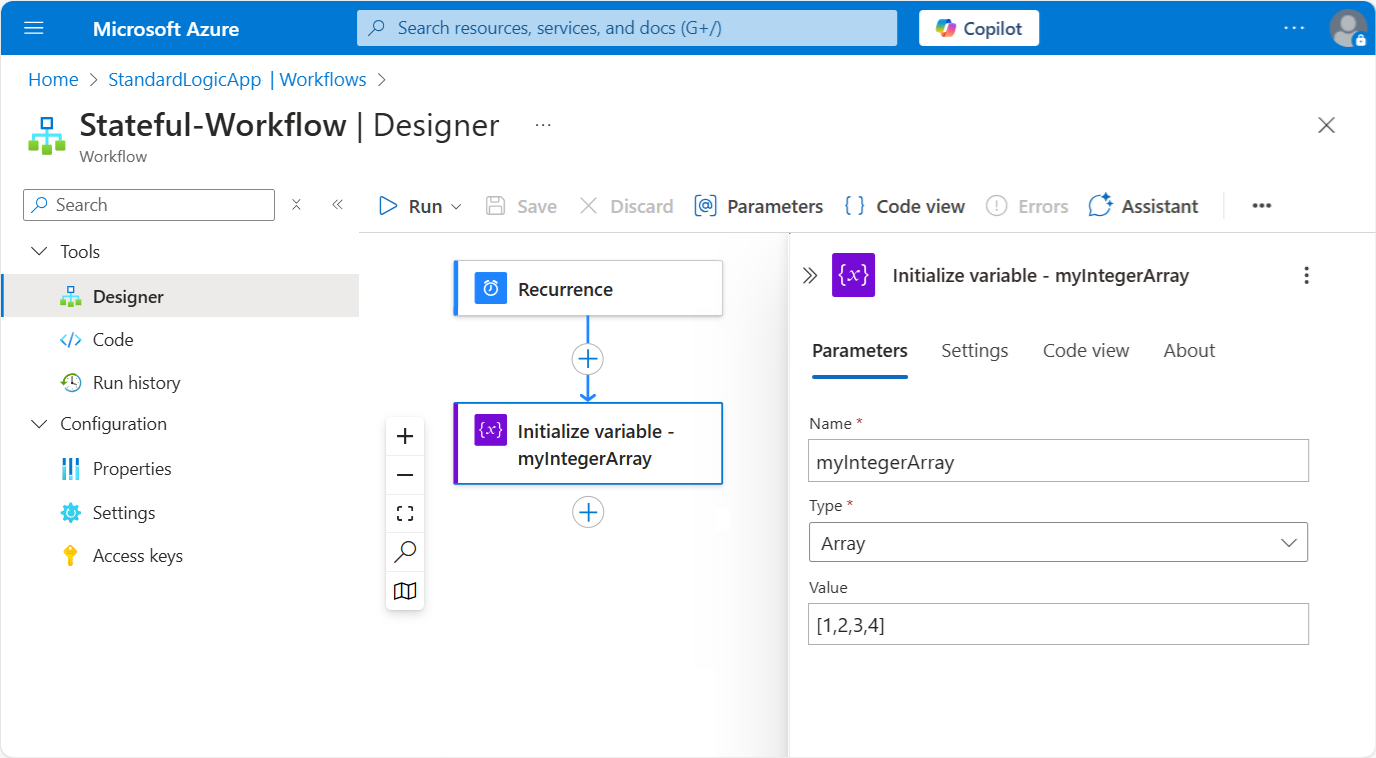 Microsoft Azure
Search resources, services, and docs (G+/)
Copilot
Home > StandardLogicApp | Workflows >
Stateful-Workflow | Designer ...
Workflow
Search
Run
Save
Discard
Parameters
Code view
Errors
Assistant
Tools
Designer
Code
Run history
Configuration
Properties
Settings
Access keys
Recurrence
{x} Initialize variable -
myIntegerArray
{x} Initialize variable - myIntegerArray
Parameters
Settings
Code view
About
Name *
myIntegerArray
Type *
Array
Value
[1,2,3,4]